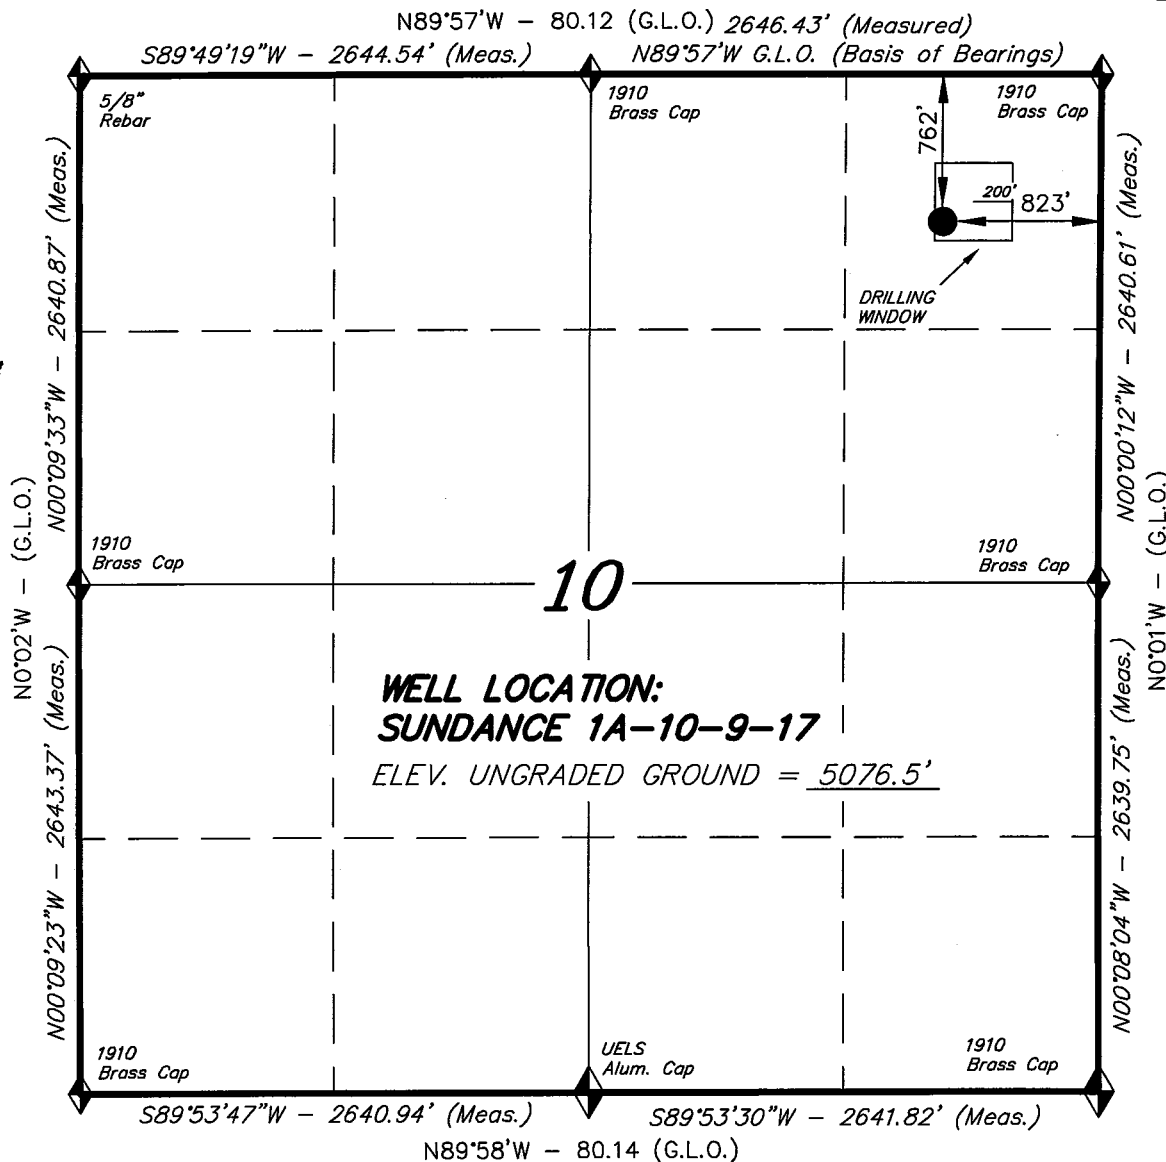 N89°57'W - 80.12 (G.L.O.) 2646.43' (Measured)
S89°49'19"W - 2644.54' (Meas.)
N89°57'W G.L.O. (Basis of Bearings)
5/8"
Rebar
1910
Brass Cap
1910
Brass Cap
762'
200'
823'
DRILLING
WINDOW
N00°09'33"W - 2640.87' (Meas.)
N00°00'12"W - 2640.61' (Meas.)
N0°02'W - (G.L.O.)
N0°01'W - (G.L.O.)
1910
Brass Cap
1910
Brass Cap
10
WELL LOCATION:
SUNDANCE 1A-10-9-17
ELEV. UNGRADED GROUND = 5076.5'
N00°09'23"W - 2643.37' (Meas.)
N00°08'04"W - 2639.75' (Meas.)
1910
Brass Cap
UELS
Alum. Cap
1910
Brass Cap
S89°53'47"W - 2640.94' (Meas.)
S89°53'30"W - 2641.82' (Meas.)
N89°58'W - 80.14 (G.L.O.)